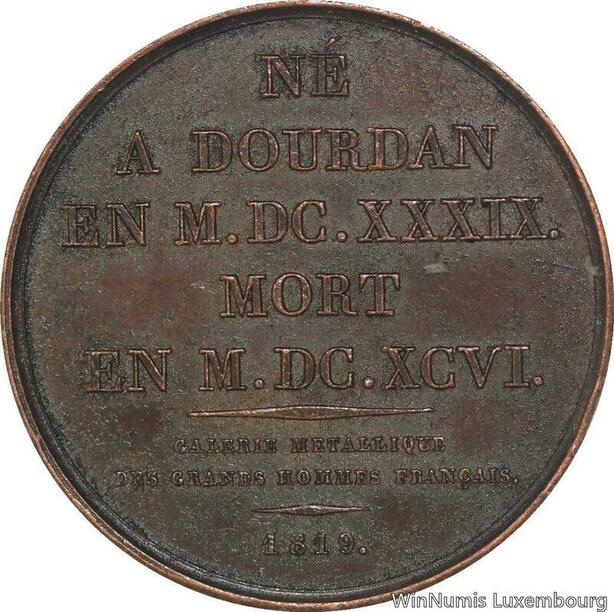 NÉ
A DOURDAN
EN M.DC.XXXIX.
MORT
EN M.DC.XCVI.
GALERIE METALLIQUE
DES GRANDS HOMMES FRANÇAIS.
1819.
WinNumis Luxembourg